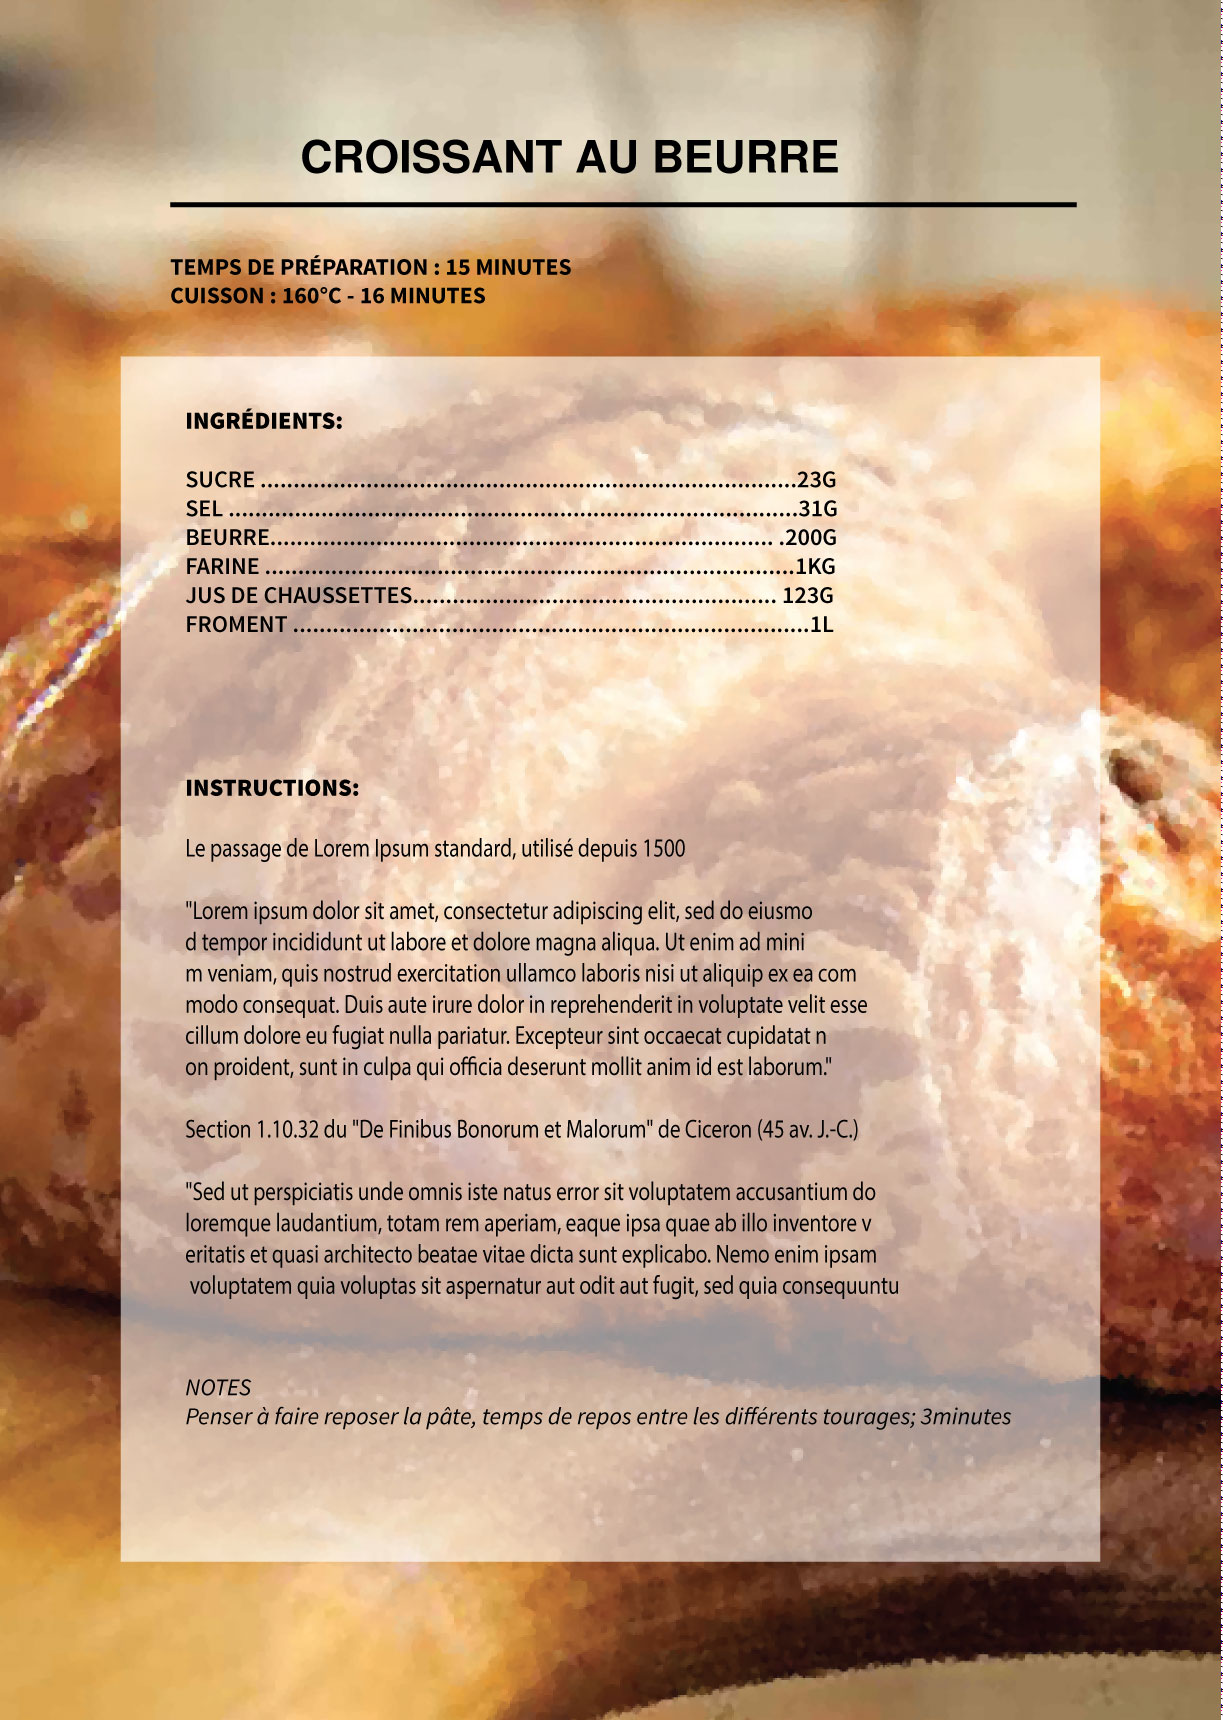 CROISSANT AU BEURRE
TEMPS DE PRÉPARATION : 15 MINUTES
CUISSON : 160°C - 16 MINUTES
INGRÉDIENTS:
SUCRE .................................................................................23G
SEL ......................................................................................31G
BEURRE............................................................................ .200G
FARINE ................................................................................1KG
JUS DE CHAUSSETTES....................................................... 123G
FROMENT ..............................................................................1L
INSTRUCTIONS:
Le passage de Lorem Ipsum standard, utilisé depuis 1500
"Lorem ipsum dolor sit amet, consectetur adipiscing elit, sed do eiusmo
d tempor incididunt ut labore et dolore magna aliqua. Ut enim ad mini
m veniam, quis nostrud exercitation ullamco laboris nisi ut aliquip ex ea com
modo consequat. Duis aute irure dolor in reprehenderit in voluptate velit esse
cillum dolore eu fugiat nulla pariatur. Excepteur sint occaecat cupidatat n
on proident, sunt in culpa qui officia deserunt mollit anim id est laborum."
Section 1.10.32 du "De Finibus Bonorum et Malorum" de Ciceron (45 av. J.-C.)
"Sed ut perspiciatis unde omnis iste natus error sit voluptatem accusantium do
loremque laudantium, totam rem aperiam, eaque ipsa quae ab illo inventore v
eritatis et quasi architecto beatae vitae dicta sunt explicabo. Nemo enim ipsam
voluptatem quia voluptas sit aspernatur aut odit aut fugit, sed quia consequuntu
NOTES
Penser à faire reposer la pâte, temps de repos entre les différents tourages; 3minutes